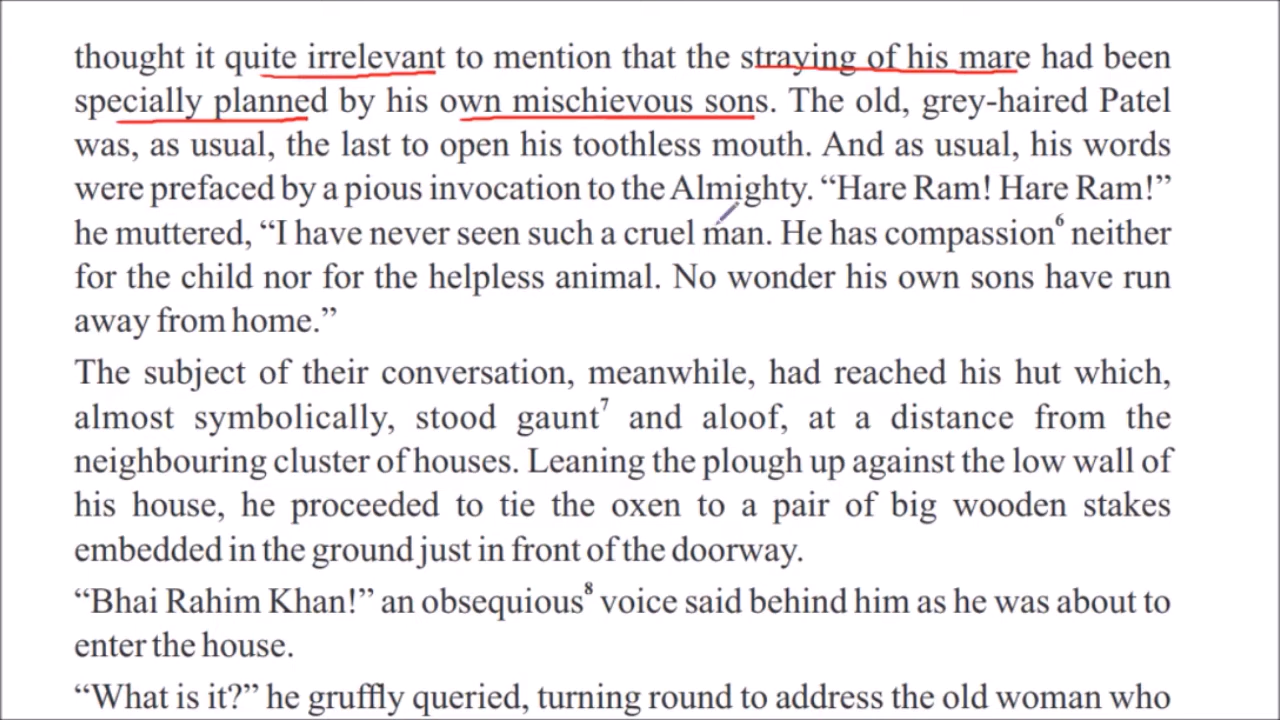 thought it quite irrelevant to mention that the straying of his mare had been
specially planned by his own mischievous sons. The old, grey-haired Patel
was, as usual, the last to open his toothless mouth. And as usual, his words
were prefaced by a pious invocation to the Almighty. “Hare Ram! Hare Ram!”
he muttered, “I have never seen such a cruel man. He has compassion⁶ neither
for the child nor for the helpless animal. No wonder his own sons have run
away from home.”
The subject of their conversation, meanwhile, had reached his hut which,
almost symbolically, stood gaunt⁷ and aloof, at a distance from the
neighbouring cluster of houses. Leaning the plough up against the low wall of
his house, he proceeded to tie the oxen to a pair of big wooden stakes
embedded in the ground just in front of the doorway.
“Bhai Rahim Khan!” an obsequious⁸ voice said behind him as he was about to
enter the house.
“What is it?” he gruffly queried, turning round to address the old woman who